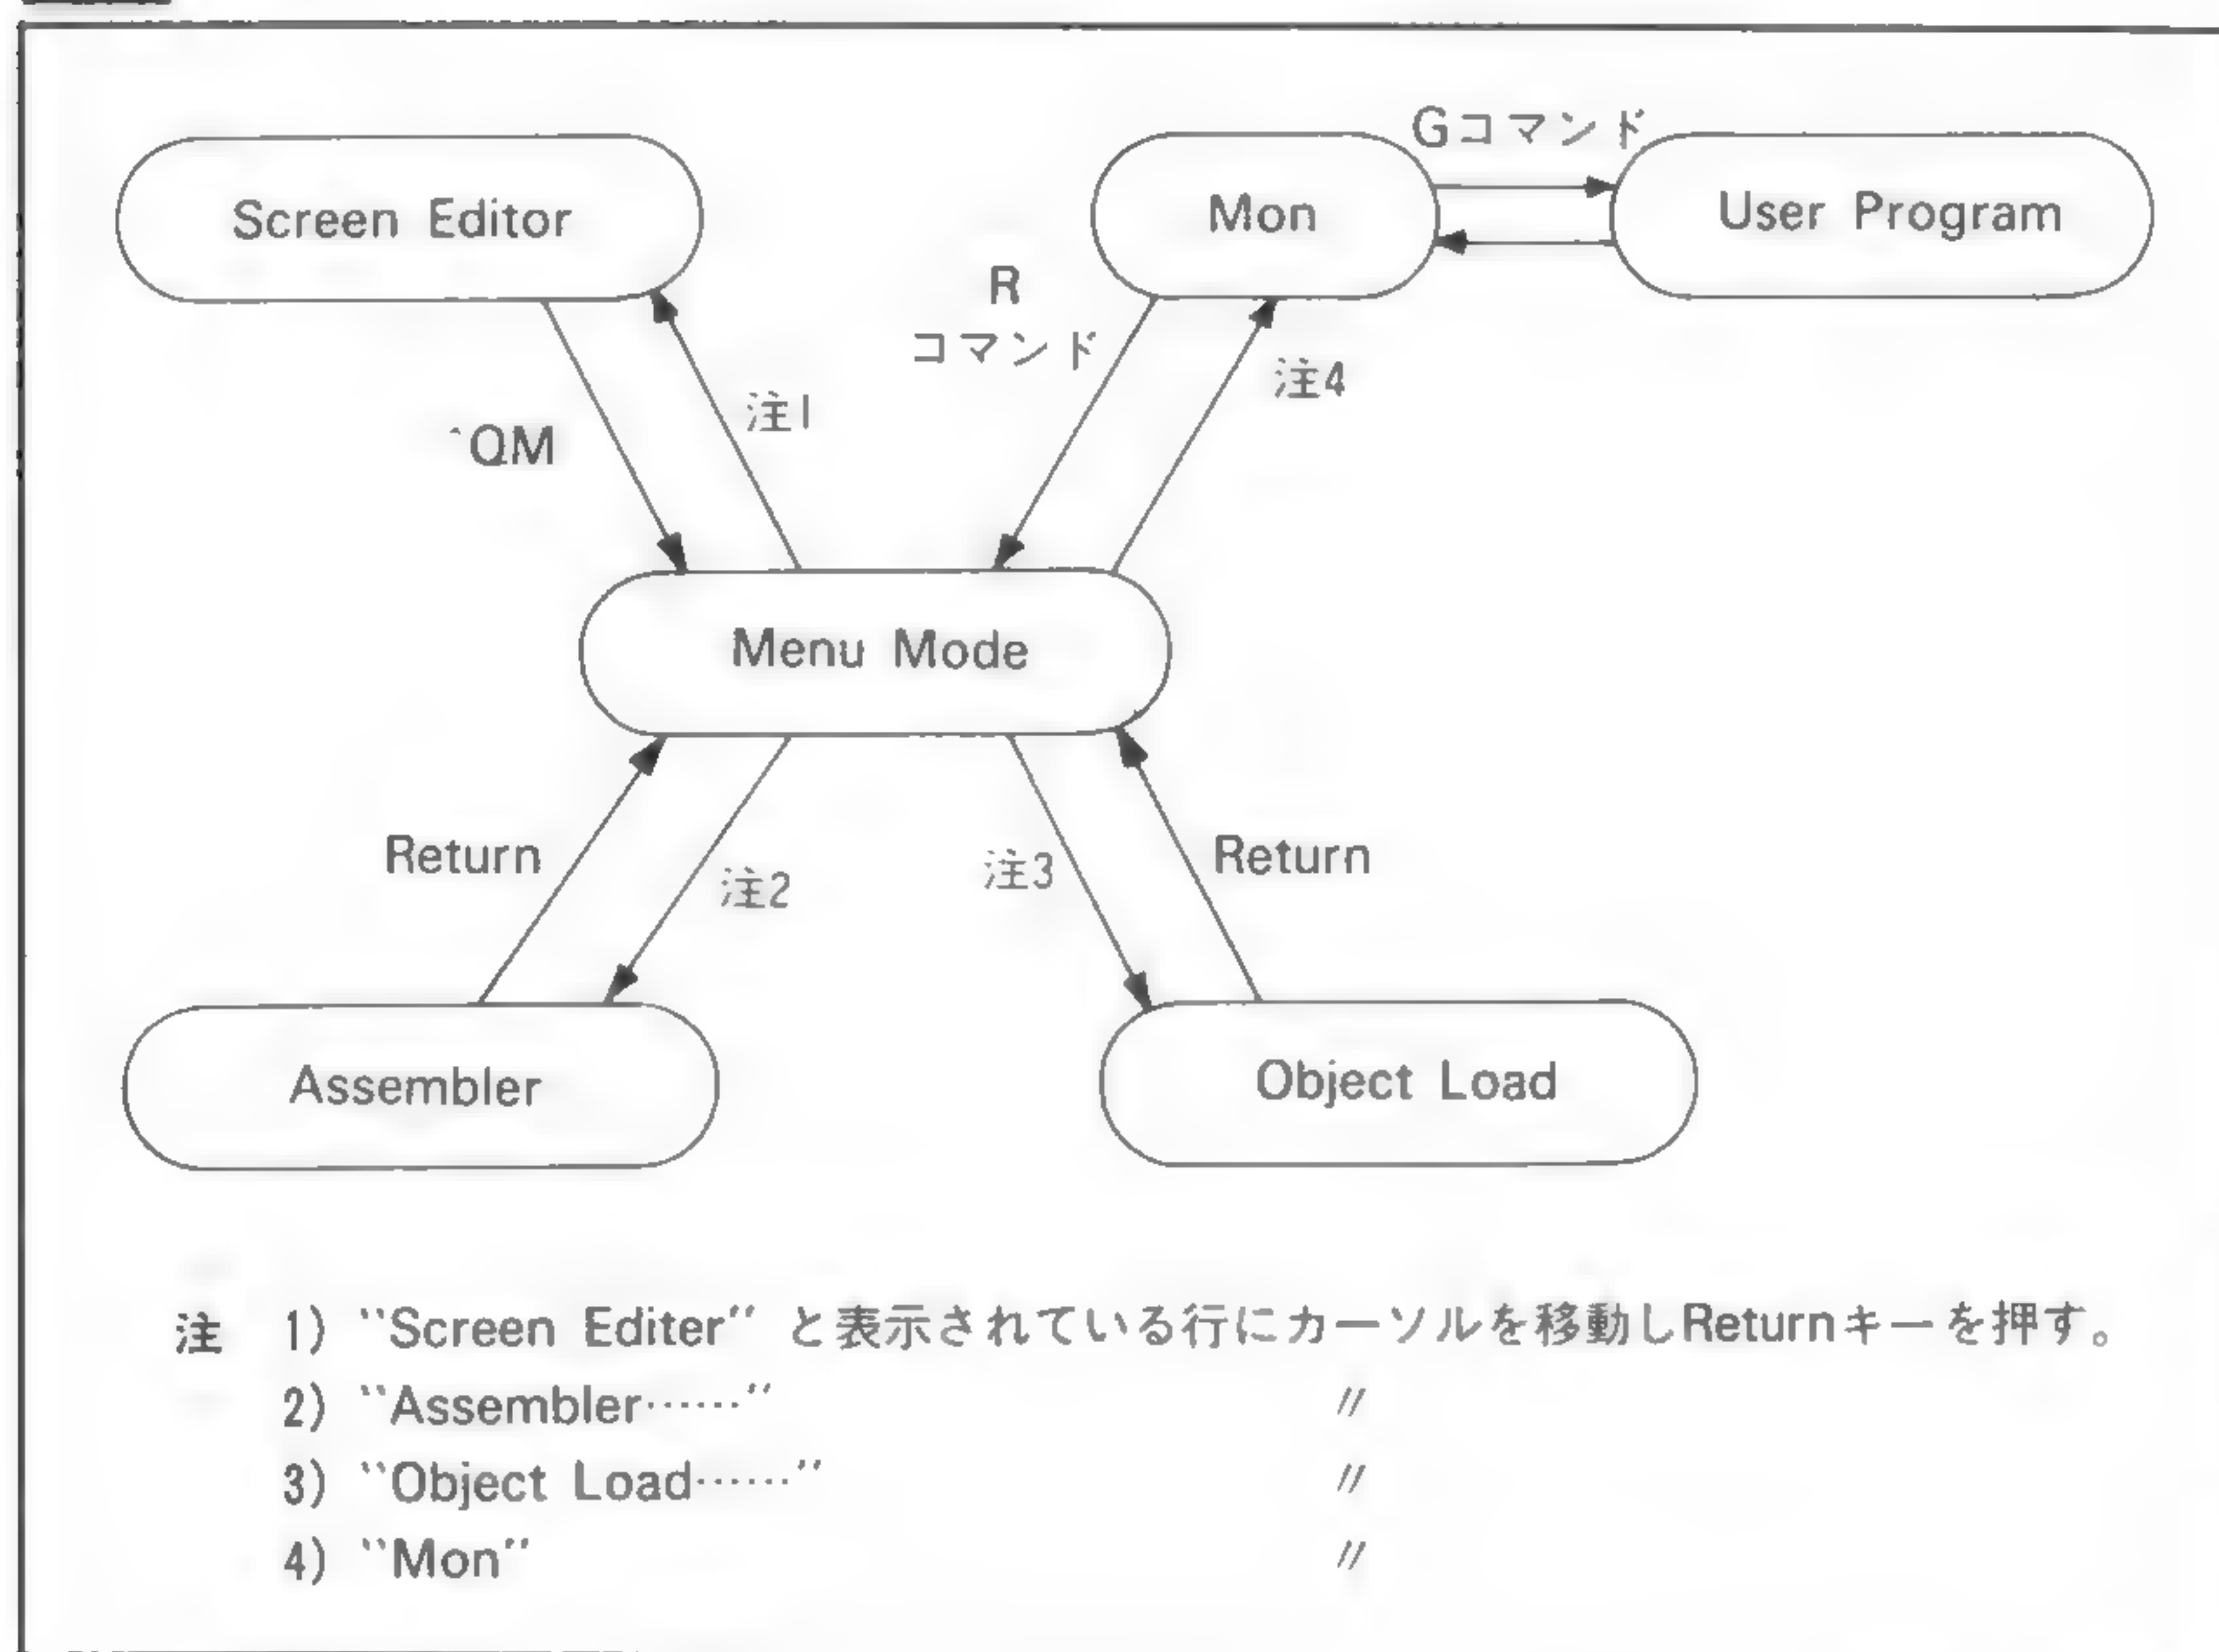 Gコマンド
Screen Editor
Mon
User Program
R
コマンド
注4
注1
^QM
Menu Mode
Return
注2
注3
Return
Assembler
Object Load
注 1) “Screen Editer” と表示されている行にカーソルを移動しReturnキーを押す。
2) “Assembler……” 〃
3) “Object Load……” 〃
4) “Mon” 〃